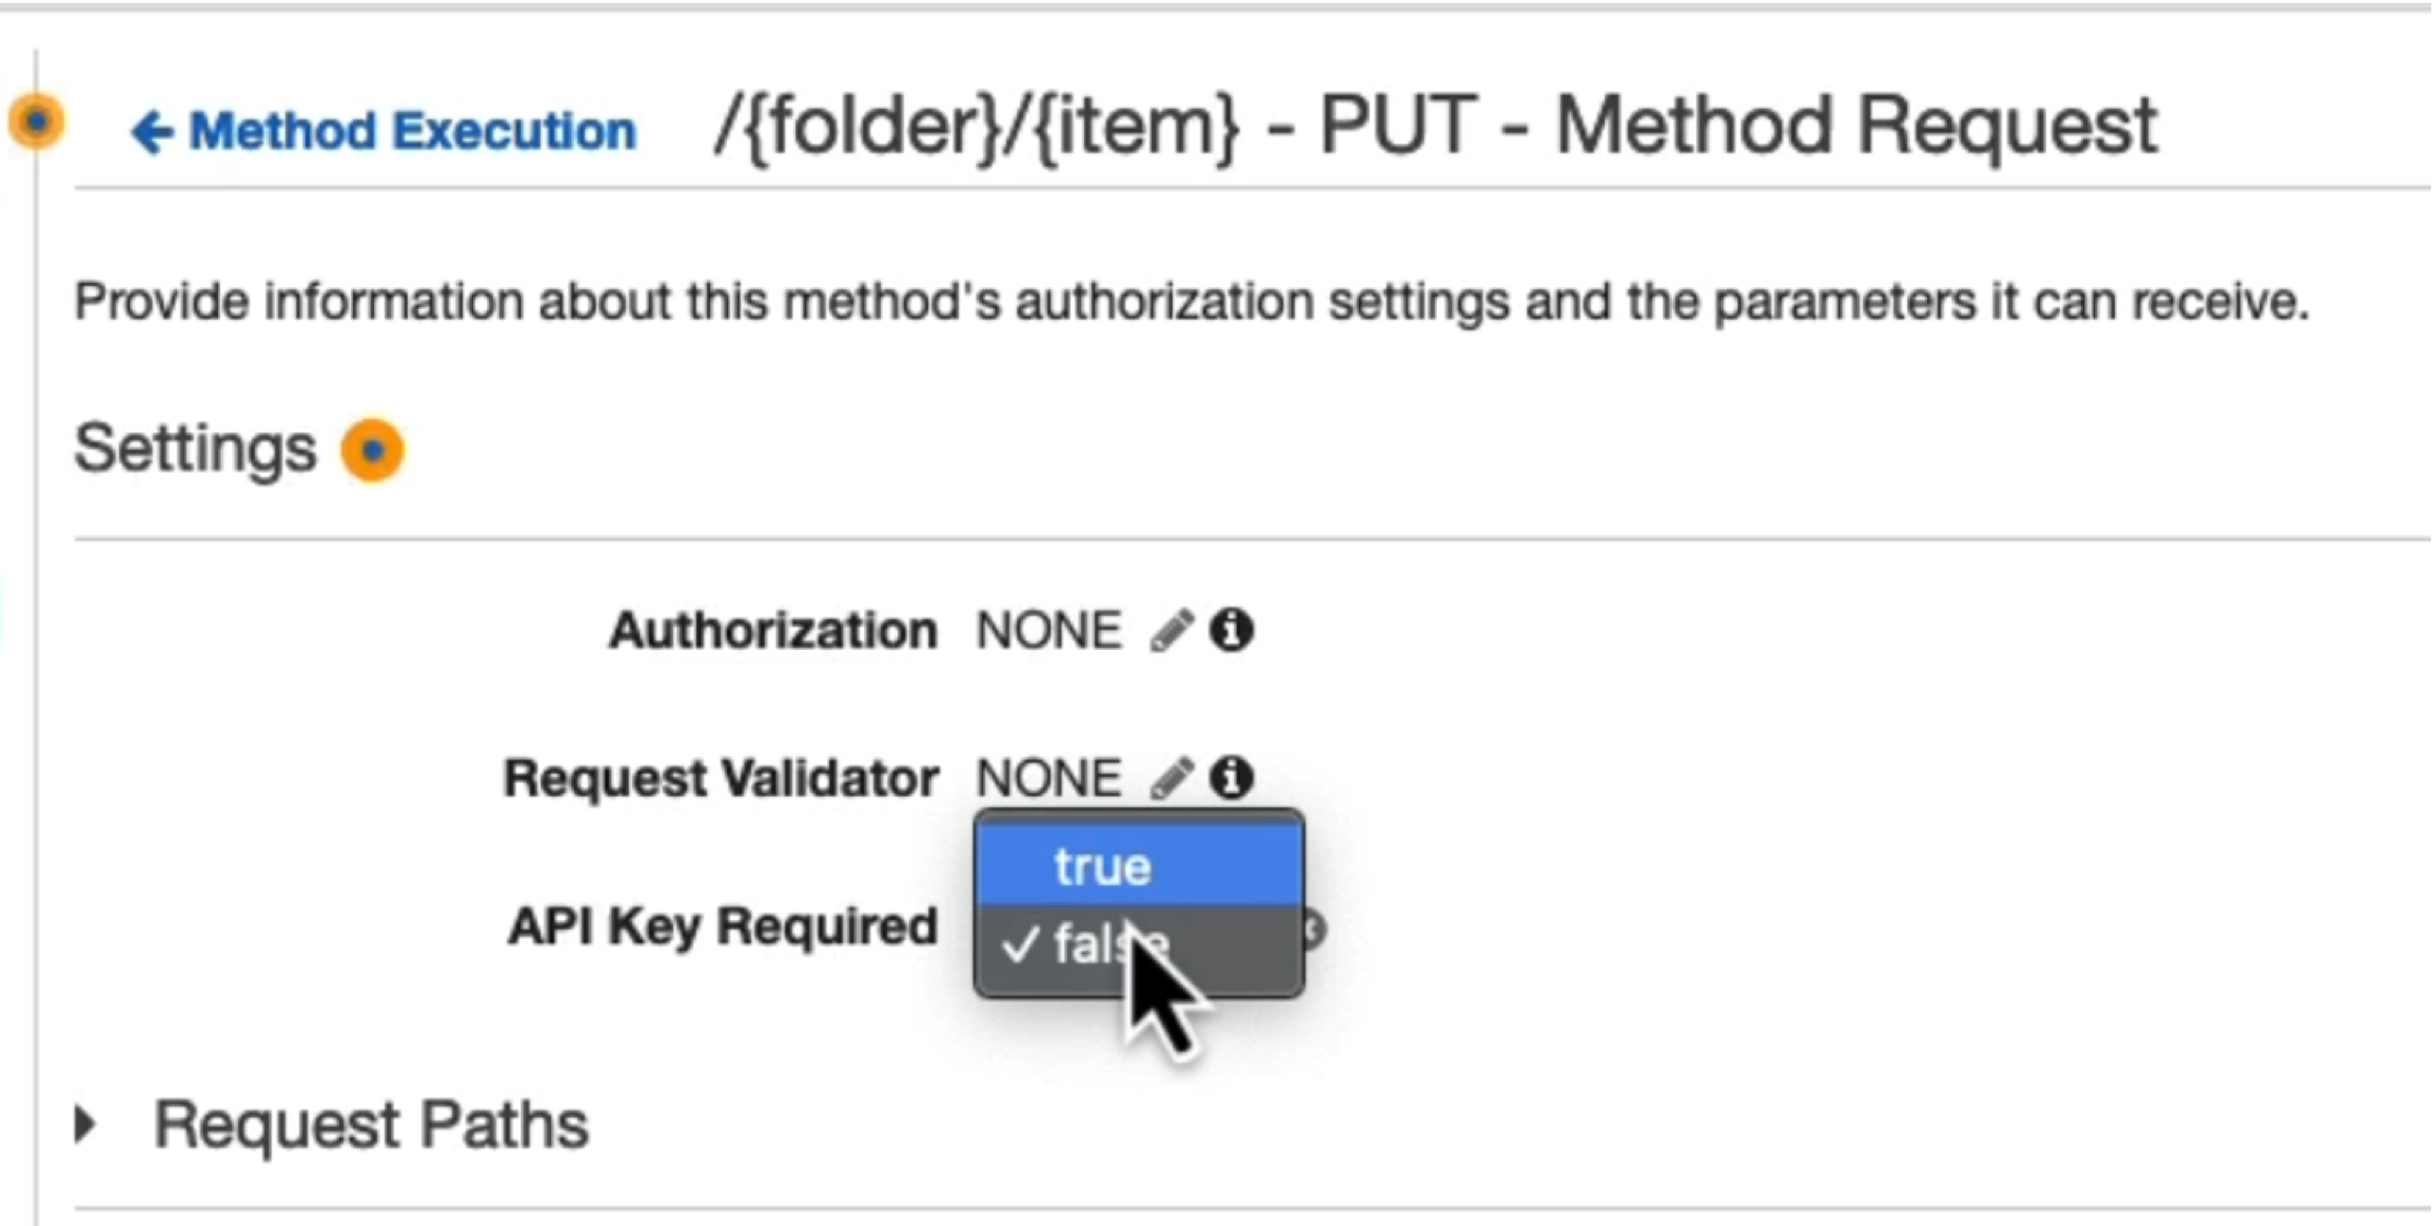 Method Execution /{folder}/{item} - PUT - Method Request
Provide information about this method's authorization settings and the parameters it can receive.
Settings
Authorization NONE
Request Validator NONE
true
API Key Required
false
Request Paths